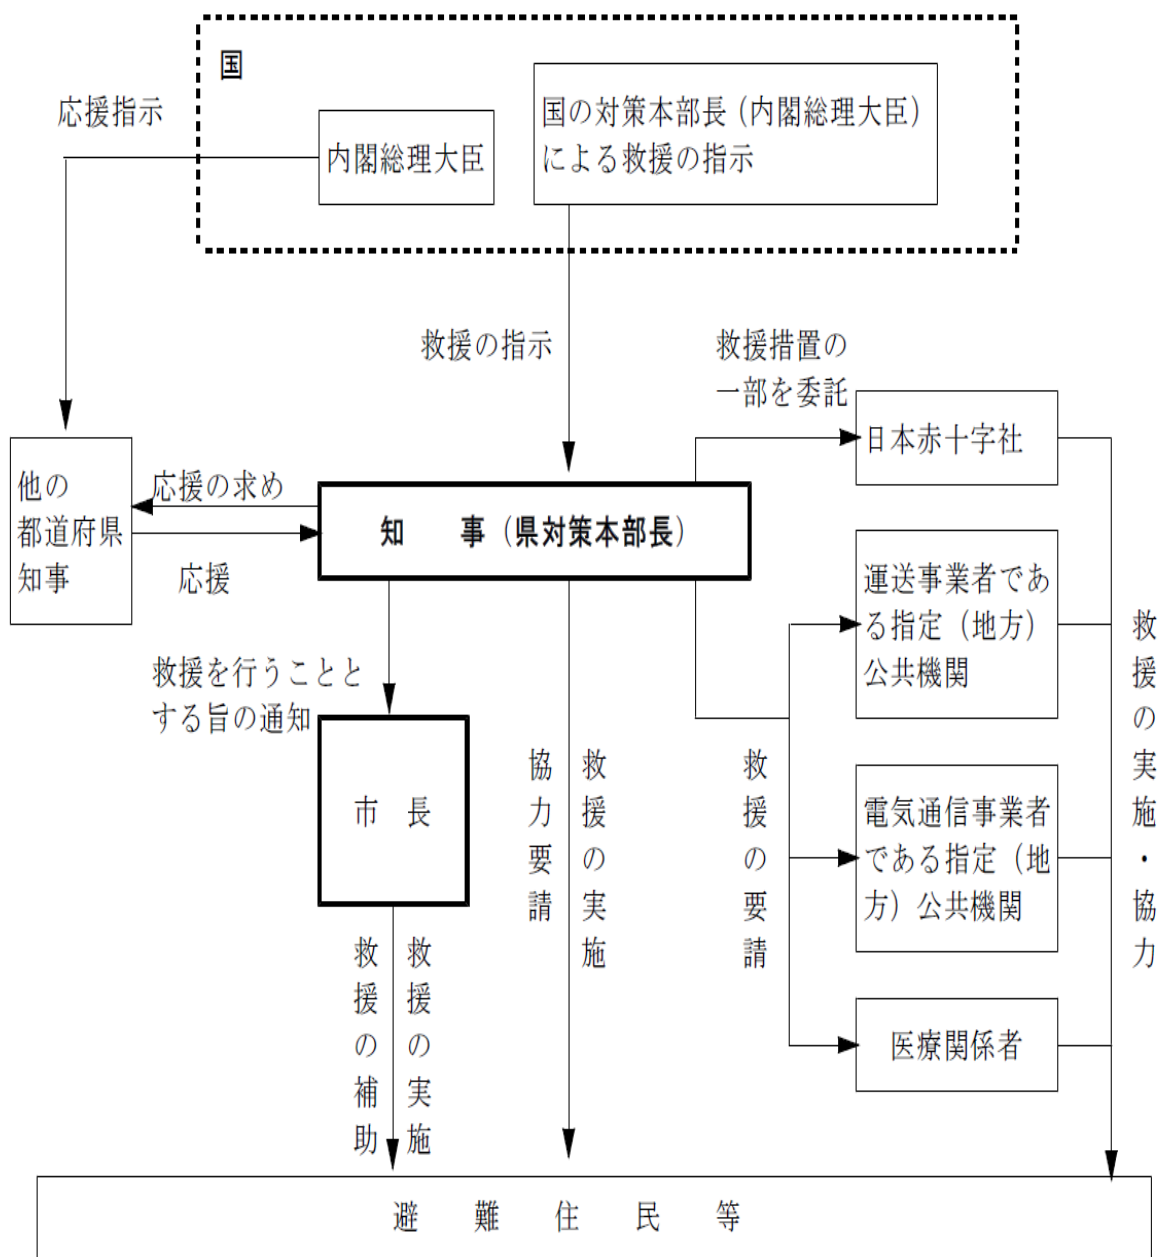 国
応援指示
内閣総理大臣
国の対策本部長（内閣総理大臣）
による救援の指示
救援の指示
救援措置の
一部を委託
日本赤十字社
他の
都道府県
知事
応援の求め
応援
知　事（県対策本部長）
運送事業者であ
る指定（地方）
公共機関
救援を行うことと
する旨の通知
市　長
協力要請
救援の実施
救援の要請
電気通信事業者
である指定（地
方）公共機関
救援の実施・協力
救援の補助
救援の実施
医療関係者
避　難　住　民　等